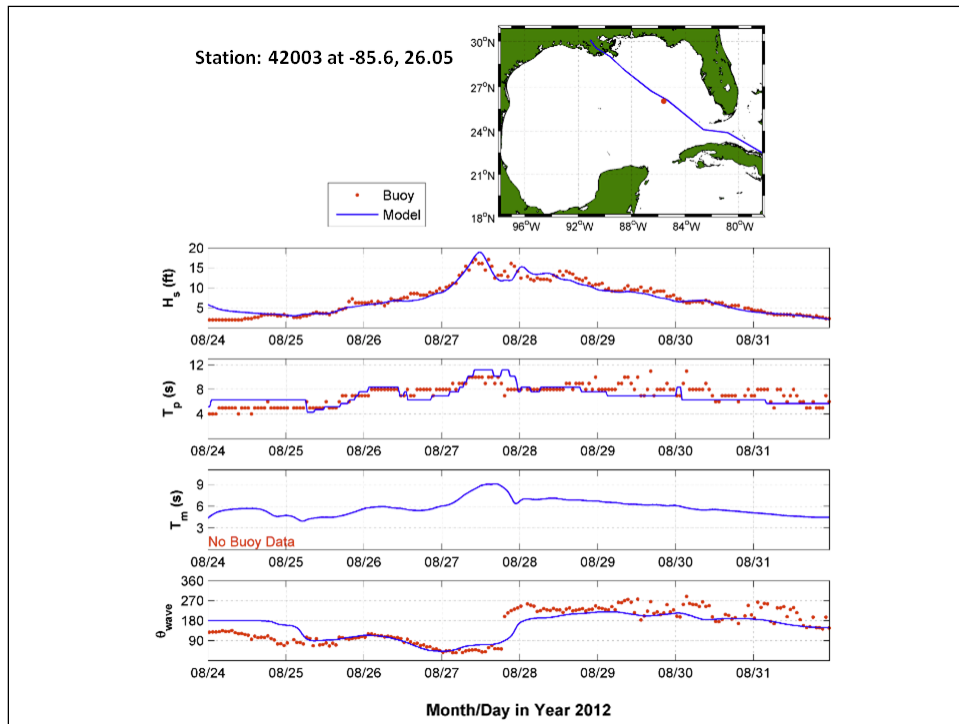 Station: 42003 at -85.6, 26.05
30°N
27°N
24°N
21°N
18°N
96°W 92°W 88°W 84°W 80°W
Buoy
Model
H_s (ft)
20
15
10
5
08/24 08/25 08/26 08/27 08/28 08/29 08/30 08/31
T_p (s)
12
8
4
08/24 08/25 08/26 08/27 08/28 08/29 08/30 08/31
T_m (s)
9
6
3
No Buoy Data
08/24 08/25 08/26 08/27 08/28 08/29 08/30 08/31
θ_wave
360
270
180
90
08/24 08/25 08/26 08/27 08/28 08/29 08/30 08/31
Month/Day in Year 2012